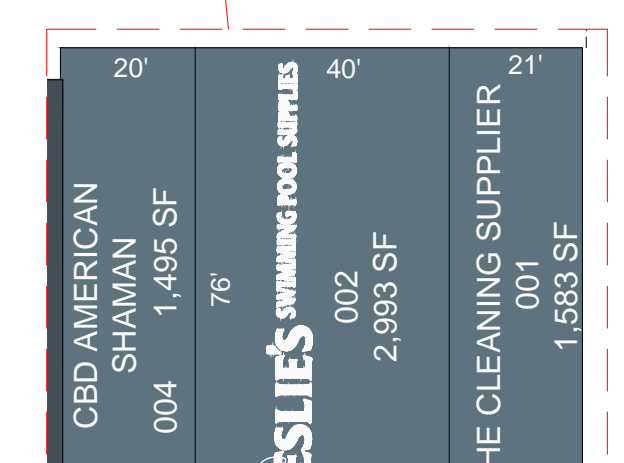 20'
40'
21'
CBD AMERICAN
SHAMAN
004 1,495 SF
76'
SLIE'S SWIMMING POOL SUPPLIES
002
2,993 SF
HE CLEANING SUPPLIER
001
1,583 SF